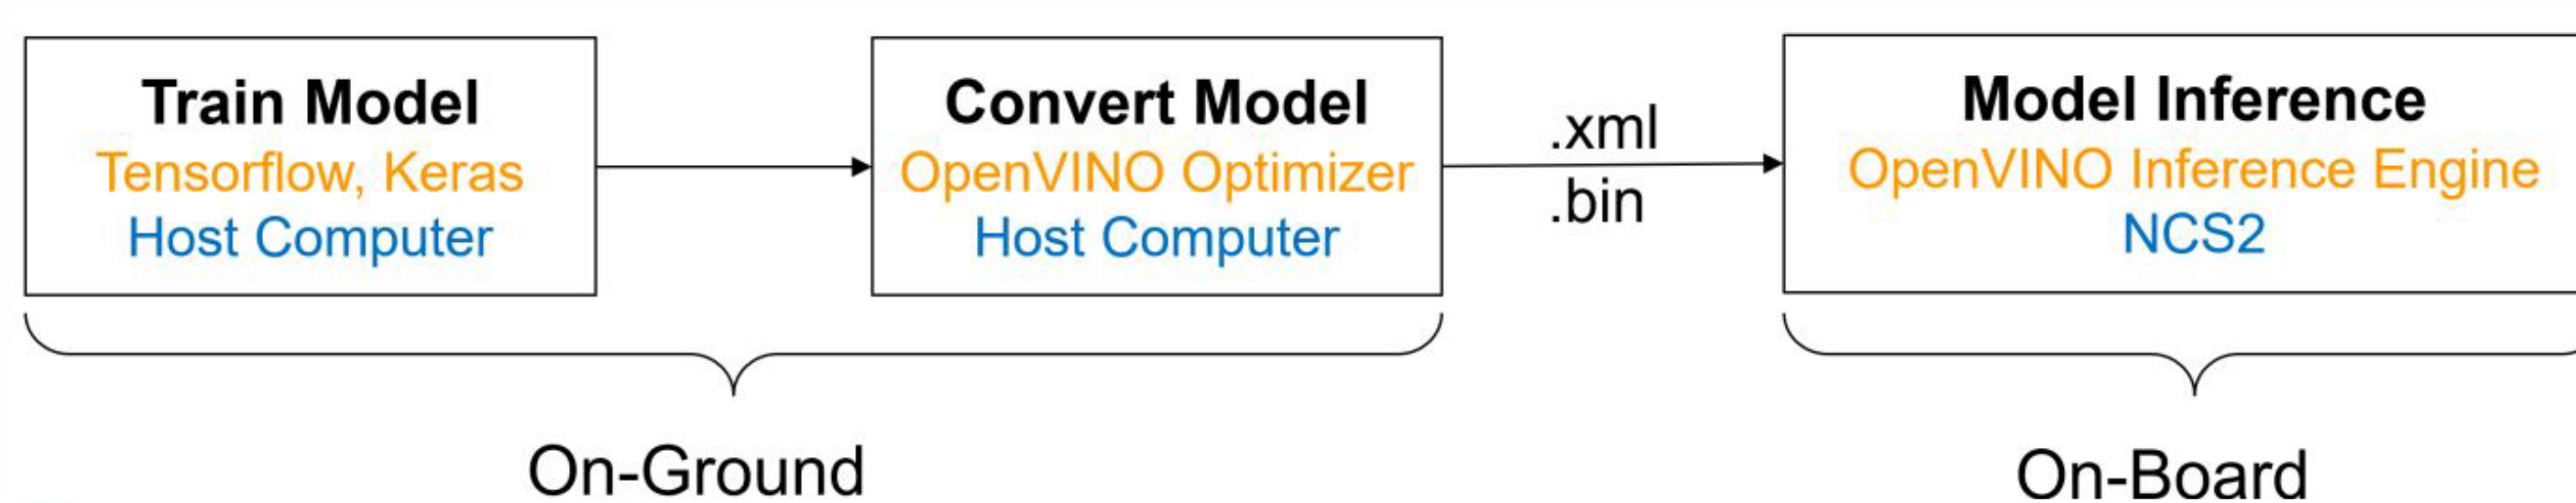 Train Model
Tensorflow, Keras
Host Computer
Convert Model
OpenVINO Optimizer
Host Computer
.xml
.bin
Model Inference
OpenVINO Inference Engine
NCS2
On-Ground
On-Board